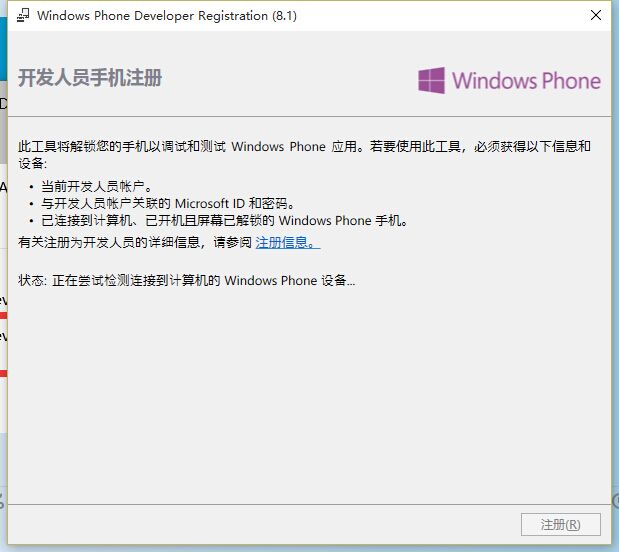 Windows Phone Developer Registration (8.1)
开发人员手机注册
Windows Phone
此工具将解锁您的手机以调试和测试 Windows Phone 应用。若要使用此工具，必须获得以下信息和
设备:
• 当前开发人员帐户。
• 与开发人员帐户关联的 Microsoft ID 和密码。
• 已连接到计算机、已开机且屏幕已解锁的 Windows Phone 手机。
有关注册为开发人员的详细信息，请参阅 注册信息。
状态: 正在尝试检测连接到计算机的 Windows Phone 设备...
注册(R)